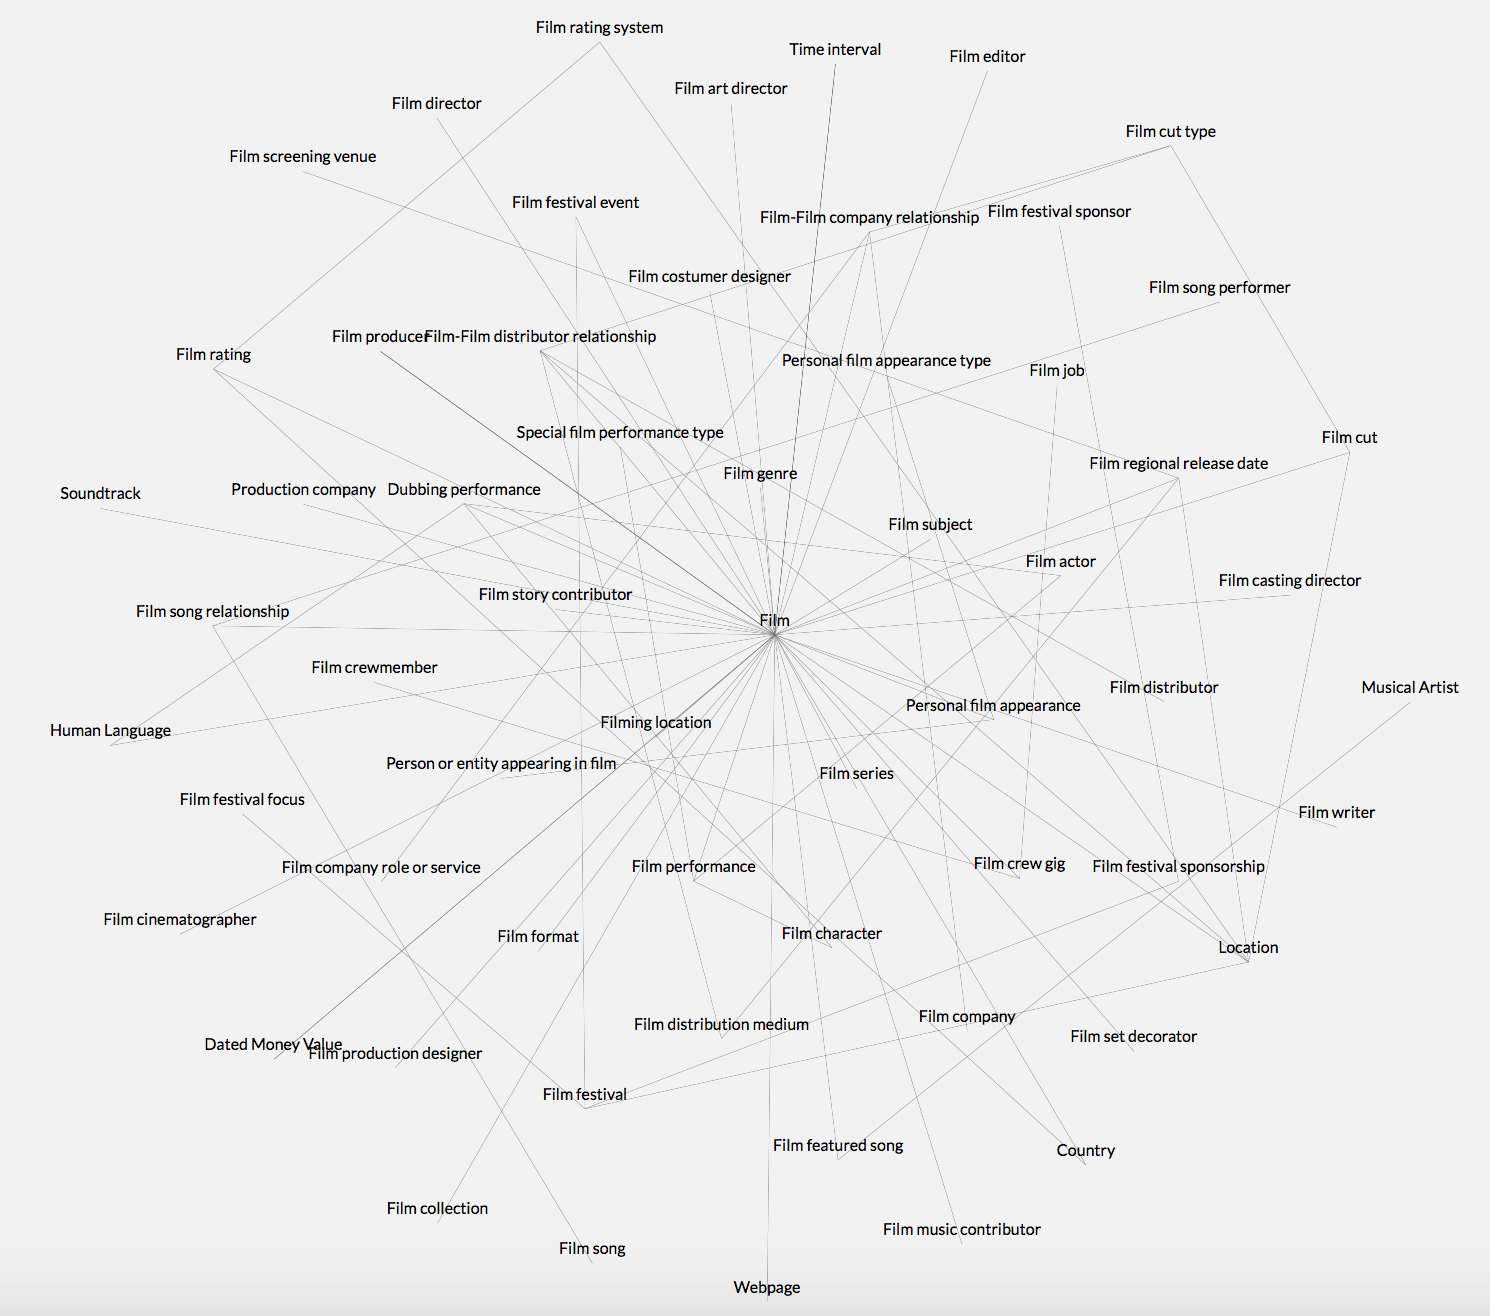 Film rating system
Time interval
Film editor
Film art director
Film director
Film cut type
Film screening venue
Film festival event
Film-Film company relationship
Film festival sponsor
Film costumer designer
Film song performer
Film producer
Film-Film distributor relationship
Film rating
Personal film appearance type
Film job
Special film performance type
Film cut
Film regional release date
Film genre
Soundtrack
Production company
Dubbing performance
Film subject
Film actor
Film casting director
Film story contributor
Film song relationship
Film
Film crewmember
Film distributor
Musical Artist
Personal film appearance
Filming location
Human Language
Person or entity appearing in film
Film series
Film festival focus
Film writer
Film company role or service
Film performance
Film crew gig
Film festival sponsorship
Film cinematographer
Film format
Film character
Location
Film distribution medium
Film company
Film set decorator
Dated Money Value
Film production designer
Film festival
Film featured song
Country
Film collection
Film music contributor
Film song
Webpage